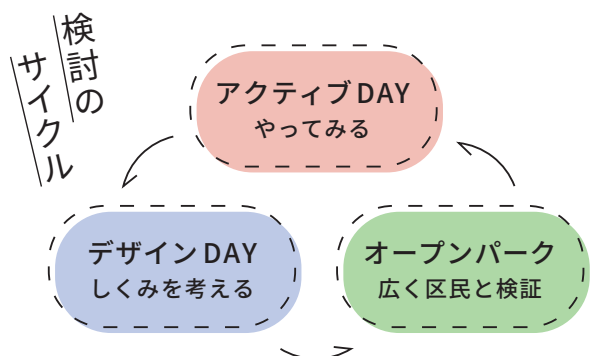 検討の
サイクル
アクティブDAY
やってみる
デザインDAY
しくみを考える
オープンパーク
広く区民と検証